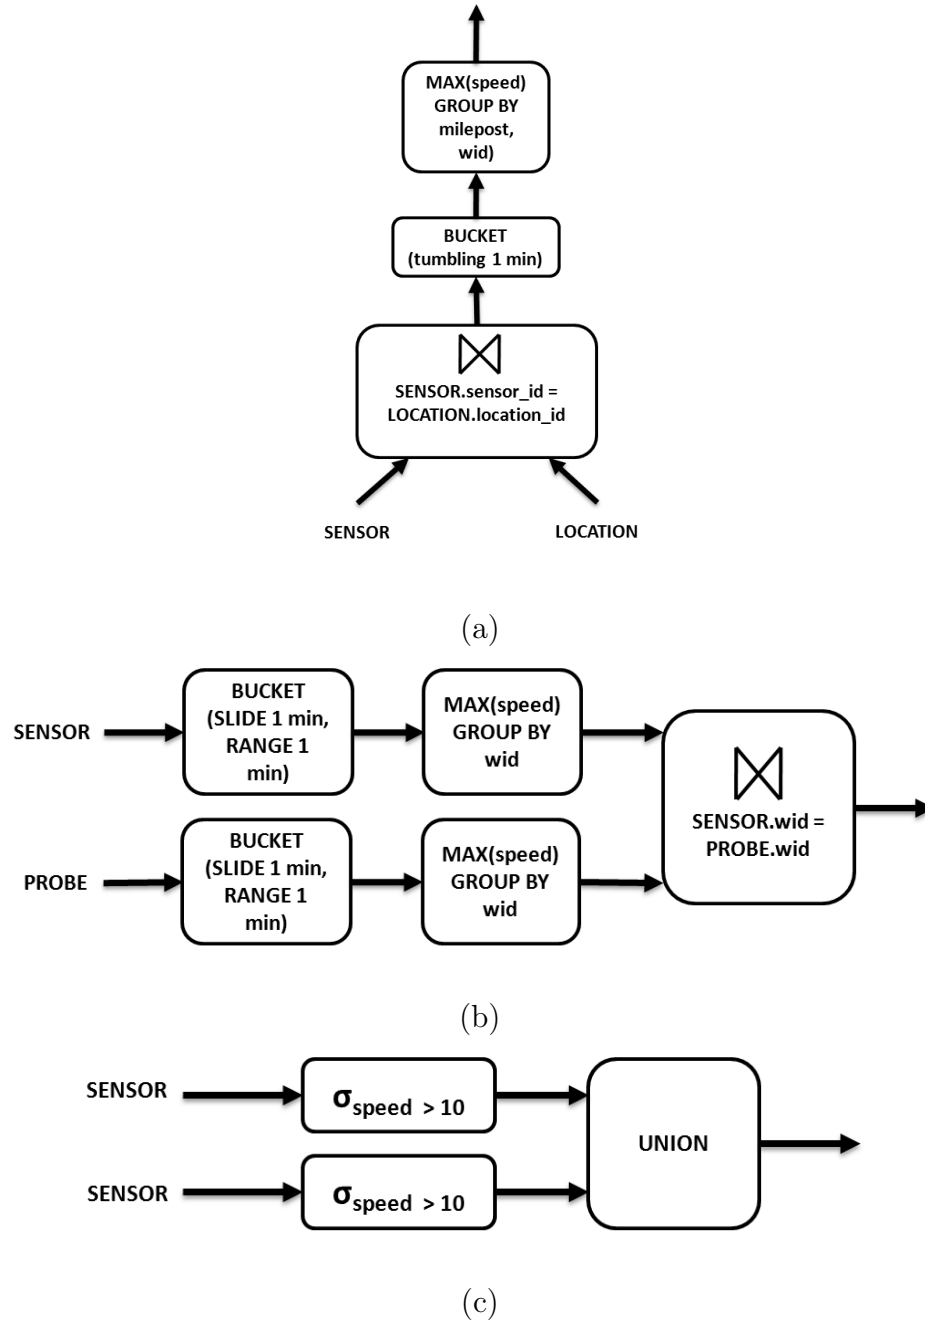 MAX(speed)
GROUP BY
milepost,
wid)
BUCKET
(tumbling 1 min)
SENSOR.sensor_id =
LOCATION.location_id
SENSOR
LOCATION
(a)
SENSOR
BUCKET
(SLIDE 1 min,
RANGE 1
min)
MAX(speed)
GROUP BY
wid
PROBE
BUCKET
(SLIDE 1 min,
RANGE 1
min)
MAX(speed)
GROUP BY
wid
SENSOR.wid =
PROBE.wid
(b)
SENSOR
σspeed > 10
SENSOR
σspeed > 10
UNION
(c)